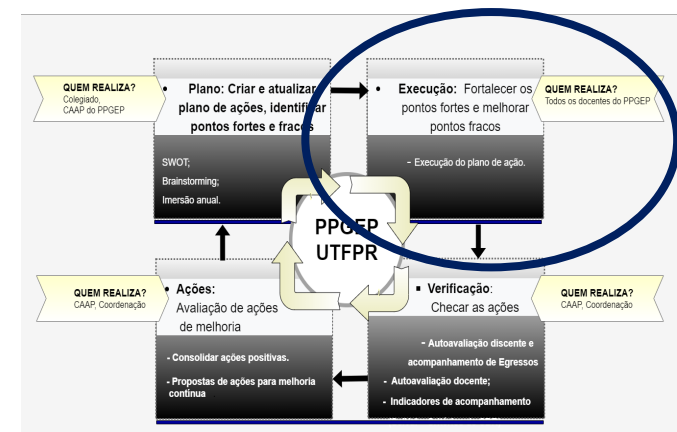 QUEM REALIZA?
Colegiado,
CAAP do PPGEP
• Plano: Criar e atualizar
plano de ações, identificar
pontos fortes e fracos
SWOT;
Brainstorming;
Imersão anual.
• Execução: Fortalecer os
pontos fortes e melhorar
pontos fracos
- Execução do plano de ação.
QUEM REALIZA?
Todos os docentes do PPGEP
PPGEP
UTFPR
QUEM REALIZA?
CAAP, Coordenação
• Ações:
Avaliação de ações
de melhoria
- Consolidar ações positivas.
- Propostas de ações para melhoria
contínua
▪ Verificação:
Checar as ações
- Autoavaliação discente e
acompanhamento de Egressos
- Autoavaliação docente;
- Indicadores de acompanhamento
QUEM REALIZA?
CAAP, Coordenação